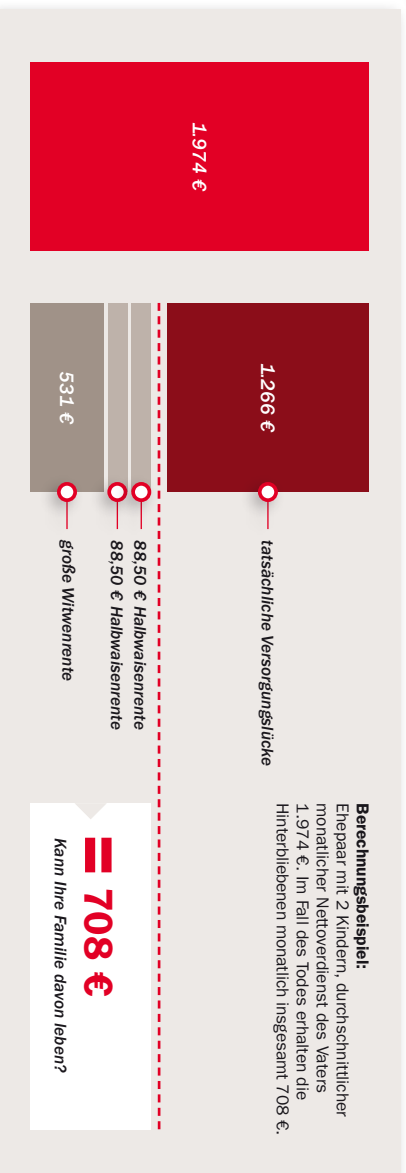 Berechnungsbeispiel:
Ehepaar mit 2 Kindern, durchschnittlicher
monatlicher Nettoverdienst des Vaters
1.974 €. Im Fall des Todes erhalten die
Hinterbliebenen monatlich insgesamt 708 €.
1.974 €
1.266 €
tatsächliche Versorgungslücke
88,50 € Halbwaisenrente
88,50 € Halbwaisenrente
531 €
große Witwenrente
= 708 €
Kann Ihre Familie davon leben?